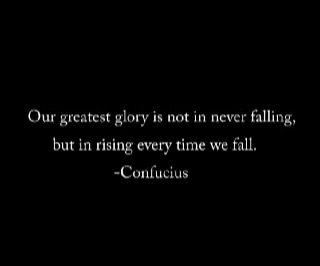 Our greatest glory is not in never falling,
but in rising every time we fall.
-Confucius